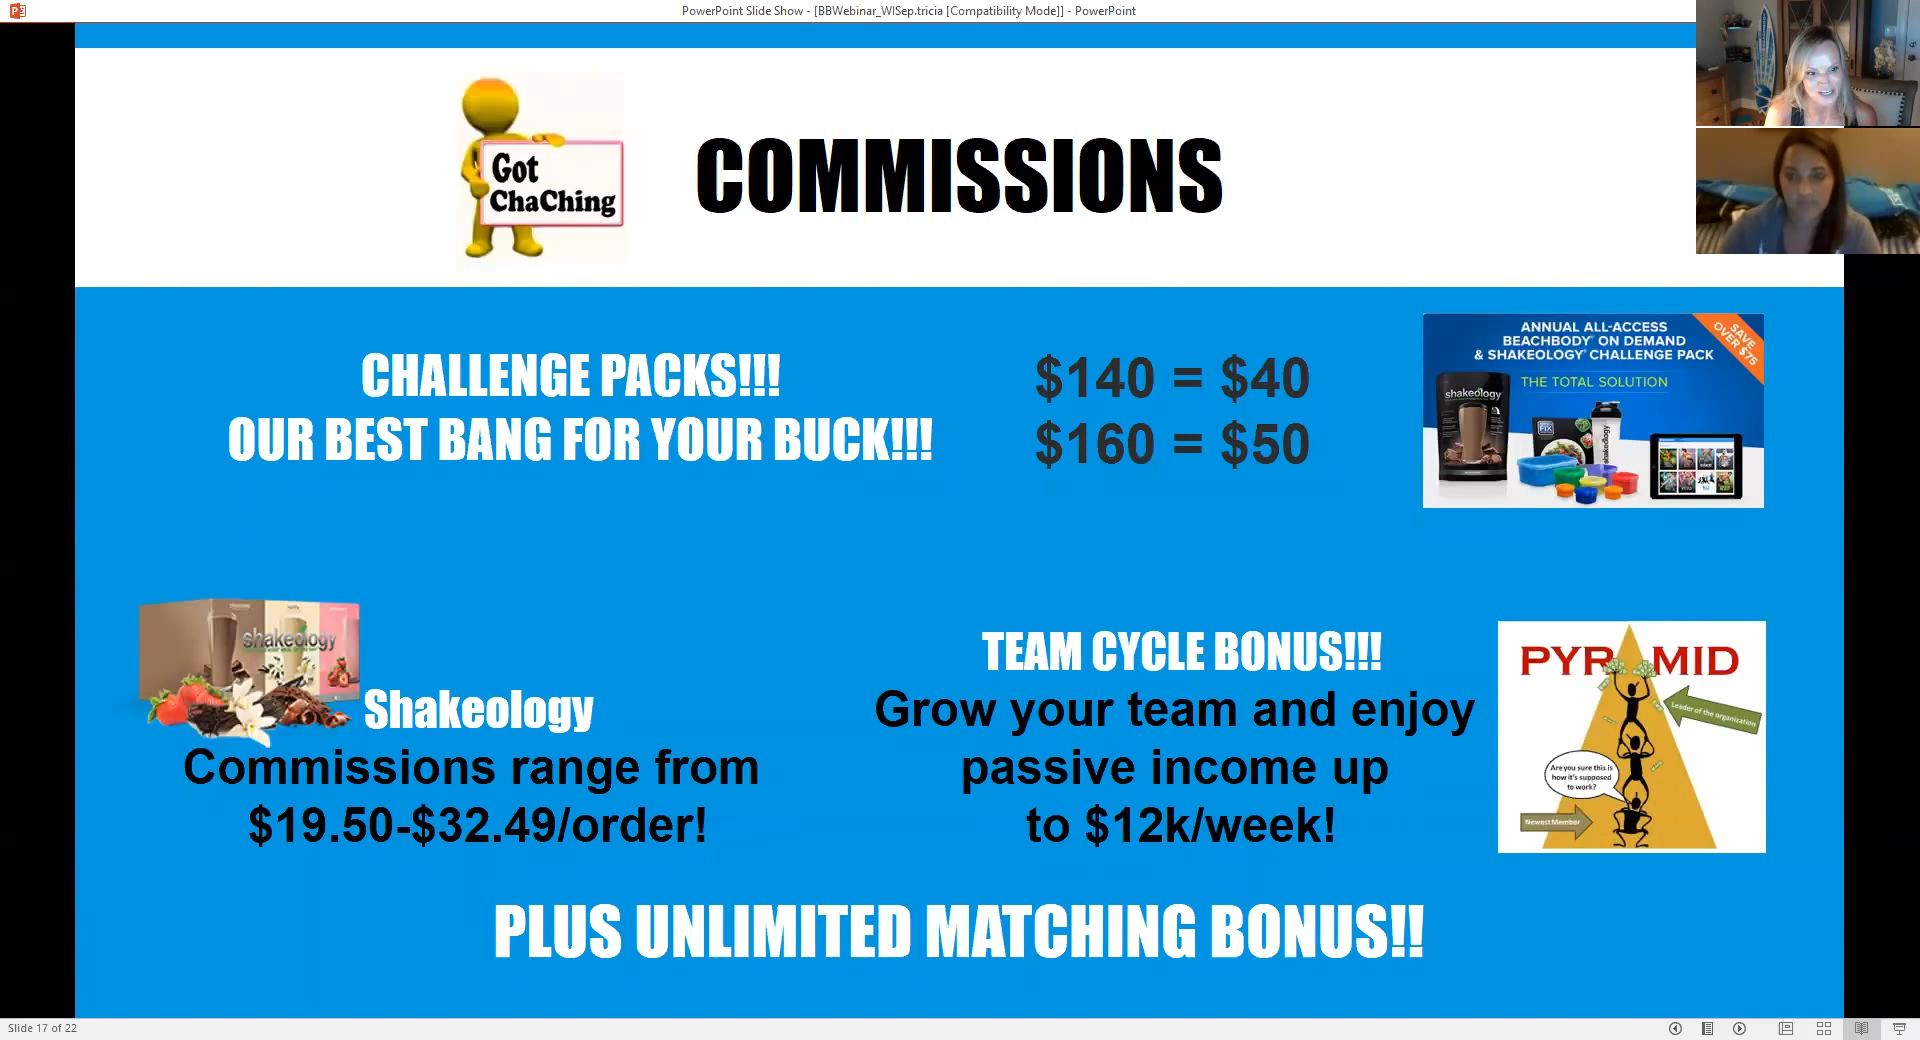 PowerPoint Slide Show - [BBWebinar_WISep.tricia [Compatibility Mode]] - PowerPoint
Got
ChaChing
COMMISSIONS
CHALLENGE PACKS!!!
OUR BEST BANG FOR YOUR BUCK!!!
$140 = $40
$160 = $50
ANNUAL ALL-ACCESS
BEACHBODY® ON DEMAND
& SHAKEOLOGY® CHALLENGE PACK
THE TOTAL SOLUTION
SAVE
OVER $75
shakeology
FIX
shakeology
shakeology
Shakeology
Commissions range from
$19.50-$32.49/order!
TEAM CYCLE BONUS!!!
Grow your team and enjoy
passive income up
to $12k/week!
PYR MID
Leader of the organization
Are you sure this is
how it's supposed
to work?
Newest Member
PLUS UNLIMITED MATCHING BONUS!!
Slide 17 of 22